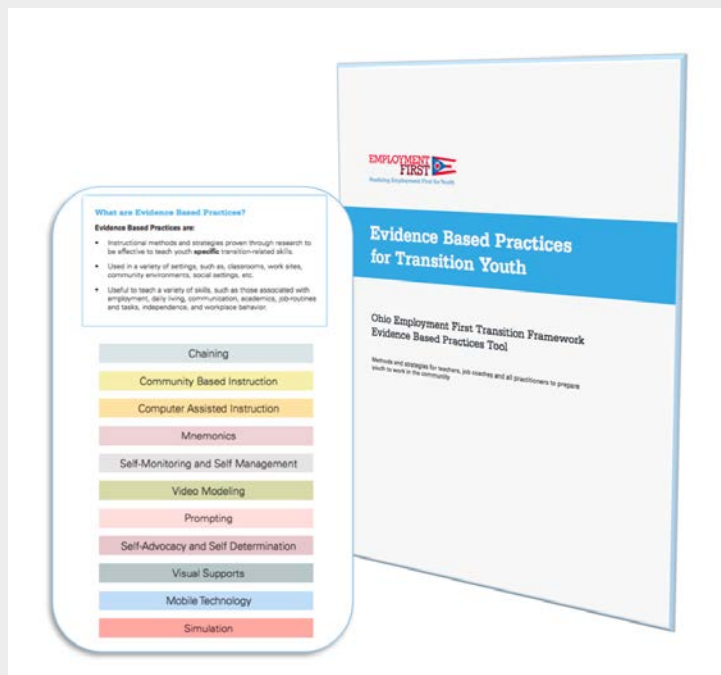 What are Evidence Based Practices?
Evidence Based Practices are:
• Instructional methods and strategies proven through research to
be effective to teach youth specific transition-related skills.
• Used in a variety of settings, such as, classrooms, work sites,
community environments, social settings, etc.
• Useful to teach a variety of skills, such as those associated with
employment, daily living, communication, academics, job-routines
and tasks, independence, and workplace behavior.
Chaining
Community Based Instruction
Computer Assisted Instruction
Mnemonics
Self-Monitoring and Self Management
Video Modeling
Prompting
Self-Advocacy and Self Determination
Visual Supports
Mobile Technology
Simulation
EMPLOYMENT
FIRST
Realizing Employment First for Youth
Evidence Based Practices
for Transition Youth
Ohio Employment First Transition Framework
Evidence Based Practices Tool
Methods and strategies for teachers, job coaches and all practitioners to prepare
youth to work in the community